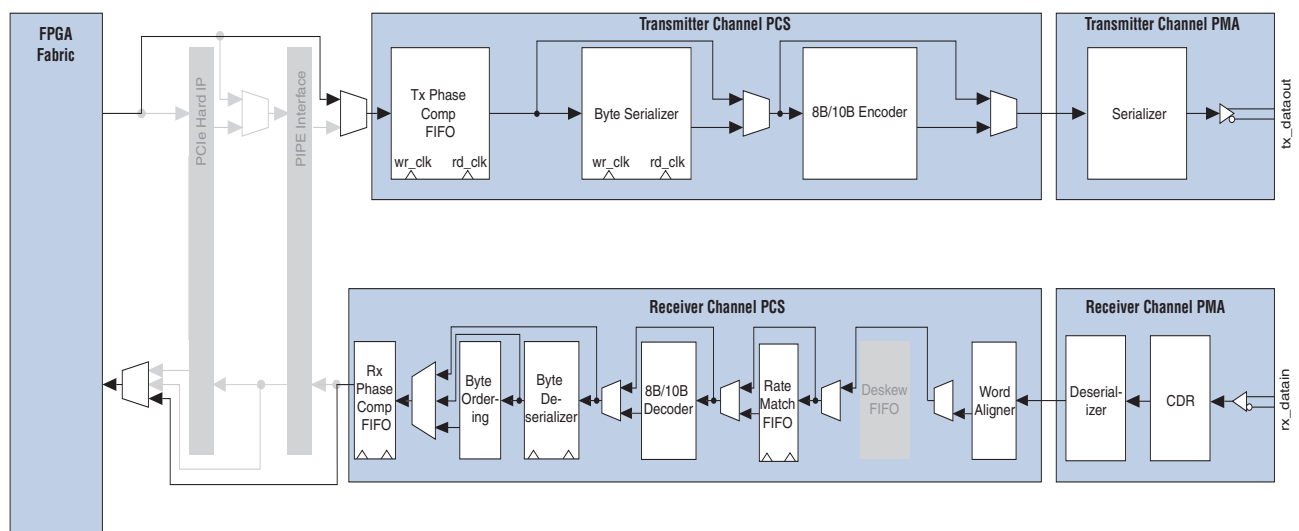 FPGA
Fabric
PCIe Hard IP
PIPE Interface
Transmitter Channel PCS
Tx Phase
Comp
FIFO
wr_clk
rd_clk
Byte Serializer
wr_clk
rd_clk
8B/10B Encoder
Transmitter Channel PMA
Serializer
tx_dataout
Receiver Channel PCS
Rx
Phase
Comp
FIFO
Byte
Order-
ing
Byte
De-
serializer
8B/10B
Decoder
Rate
Match
FIFO
Deskew
FIFO
Word
Aligner
Receiver Channel PMA
Deserial-
izer
CDR
rx_datain